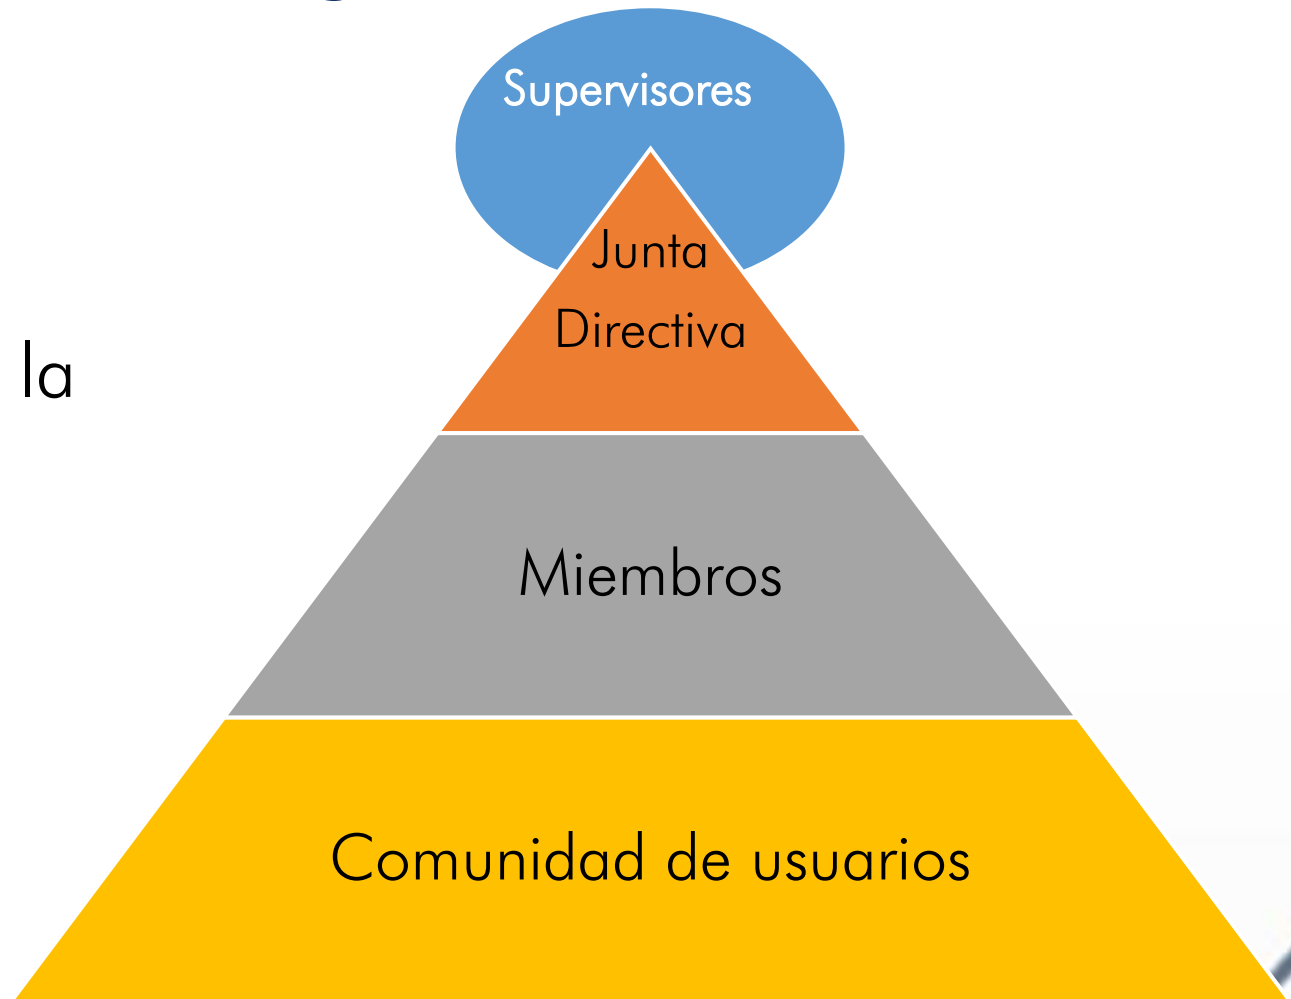 Supervisores
Junta
Directiva
la
Miembros
Comunidad de usuarios